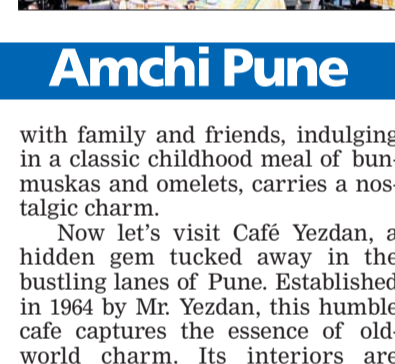 Amchi Pune
with family and friends, indulging
in a classic childhood meal of bun-
muskas and omelets, carries a nos-
talgic charm.
Now let's visit Café Yezdan, a
hidden gem tucked away in the
bustling lanes of Pune. Established
in 1964 by Mr. Yezdan, this humble
cafe captures the essence of old-
world charm. Its interiors are